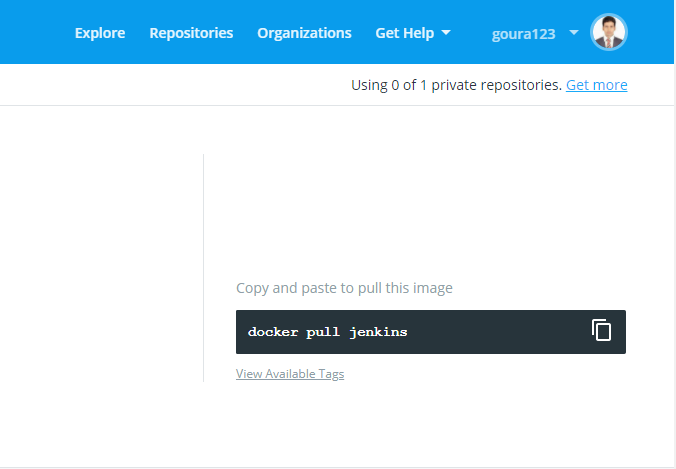 Explore Repositories Organizations Get Help goura123
Using 0 of 1 private repositories. Get more
Copy and paste to pull this image
docker pull jenkins
View Available Tags